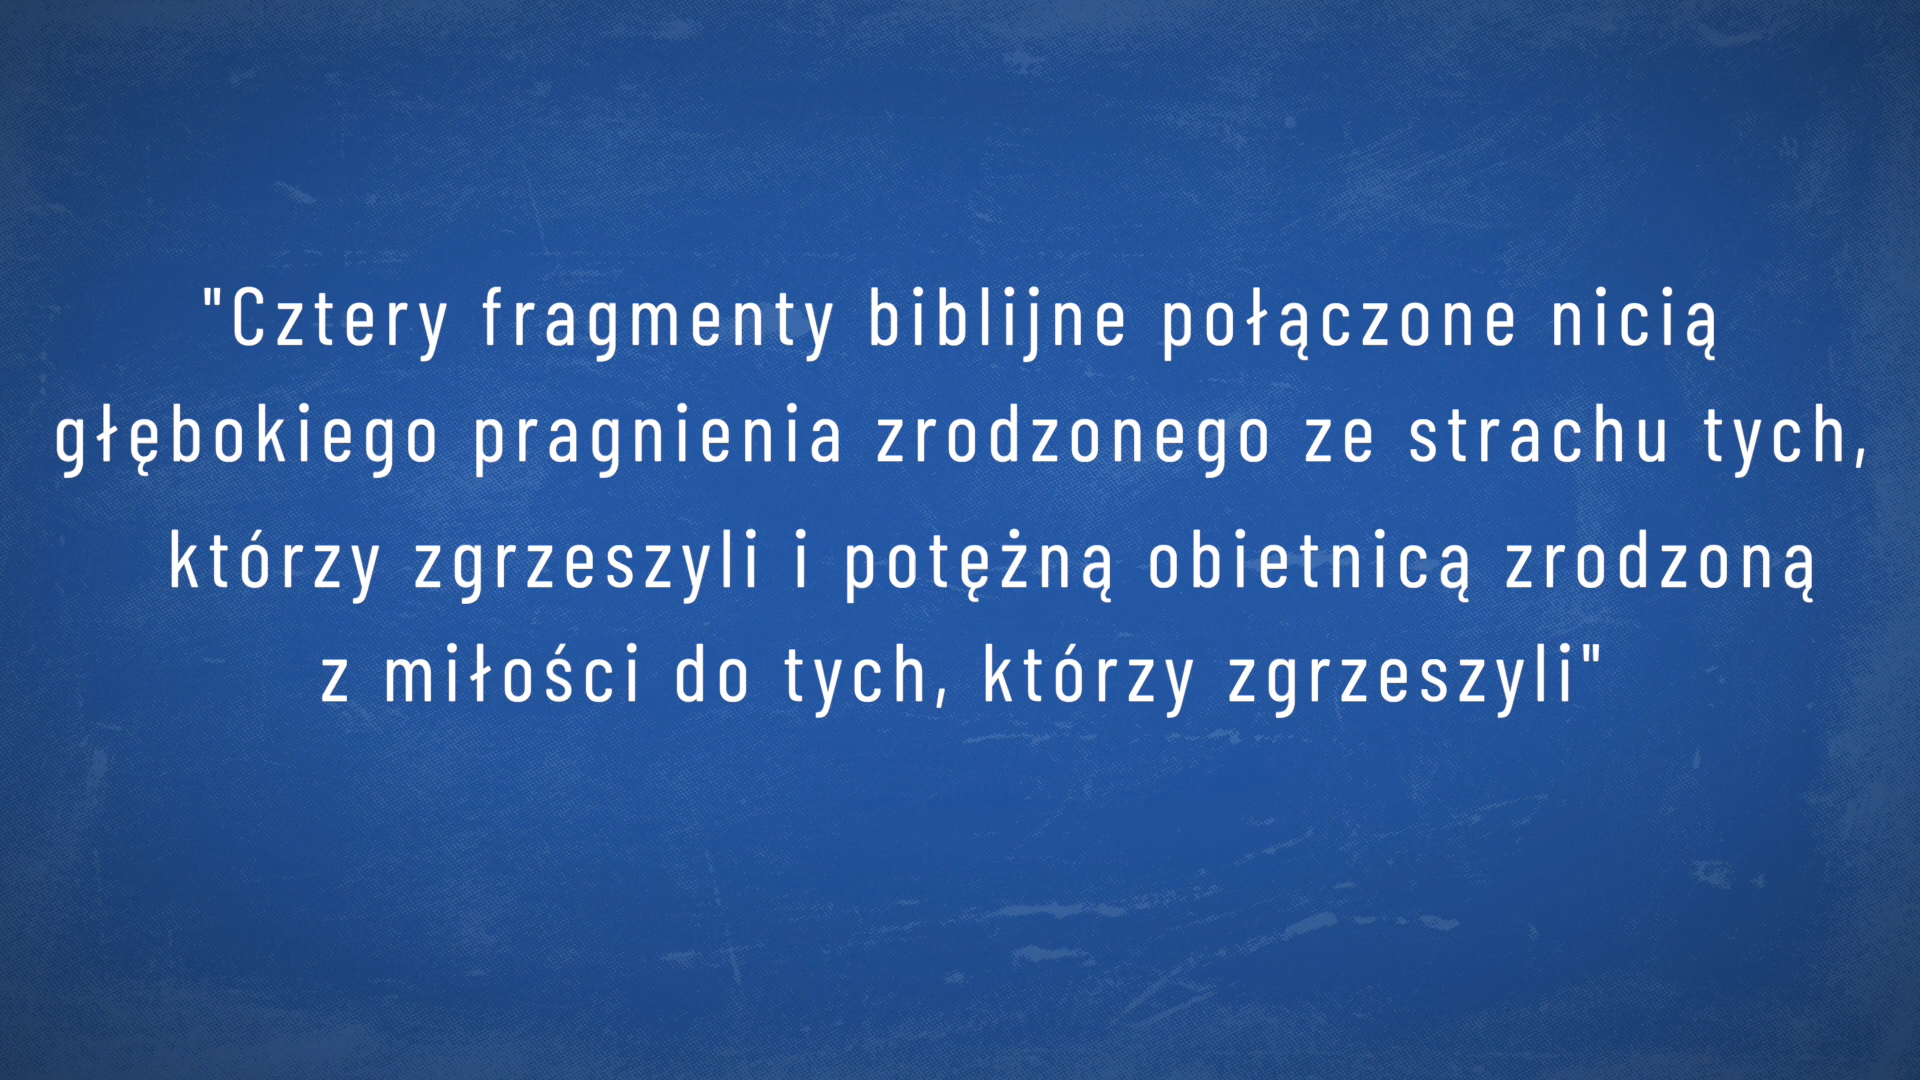 "Cztery fragmenty biblijne połączone nicią
głębokiego pragnienia zrodzonego ze strachu tych,
którzy zgrzeszyli i potężną obietnicą zrodzoną
z miłości do tych, którzy zgrzeszyli"